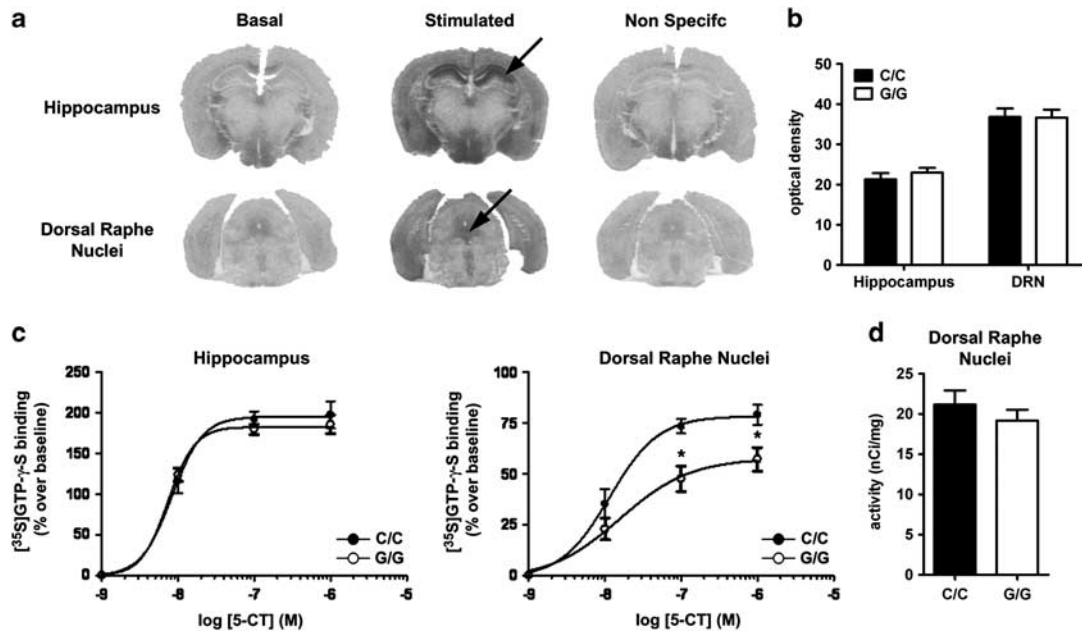 a
Basal
Stimulated
Non Specifc
Hippocampus
Dorsal Raphe
Nuclei
b
optical density
50
40
30
20
10
0
C/C
G/G
Hippocampus
DRN
c
Hippocampus
[³⁵S]GTP-γ-S binding
(% over baseline)
250
200
150
100
50
0
C/C
G/G
-9
-8
-7
-6
-5
log [5-CT] (M)
Dorsal Raphe Nuclei
[³⁵S]GTP-γ-S binding
(% over baseline)
100
75
50
25
0
*
*
C/C
G/G
-9
-8
-7
-6
-5
log [5-CT] (M)
d
Dorsal Raphe
Nuclei
activity (nCi/mg)
25
20
15
10
5
0
C/C
G/G